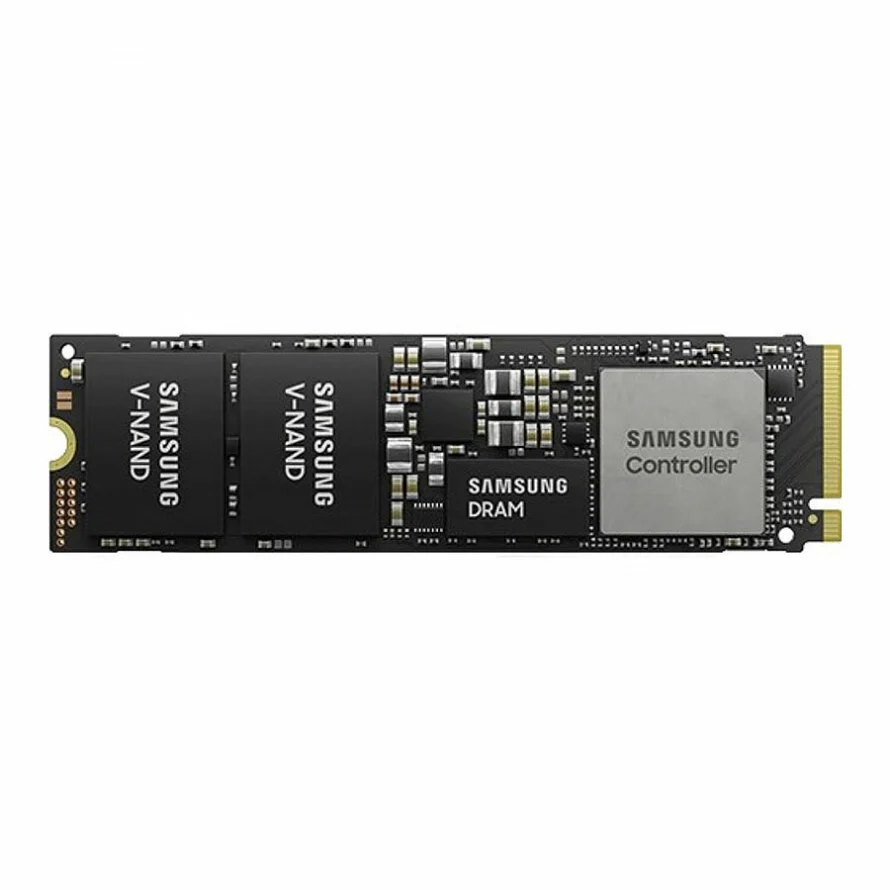 SAMSUNG
V-NAND
SAMSUNG
V-NAND
SAMSUNG
DRAM
SAMSUNG
Controller